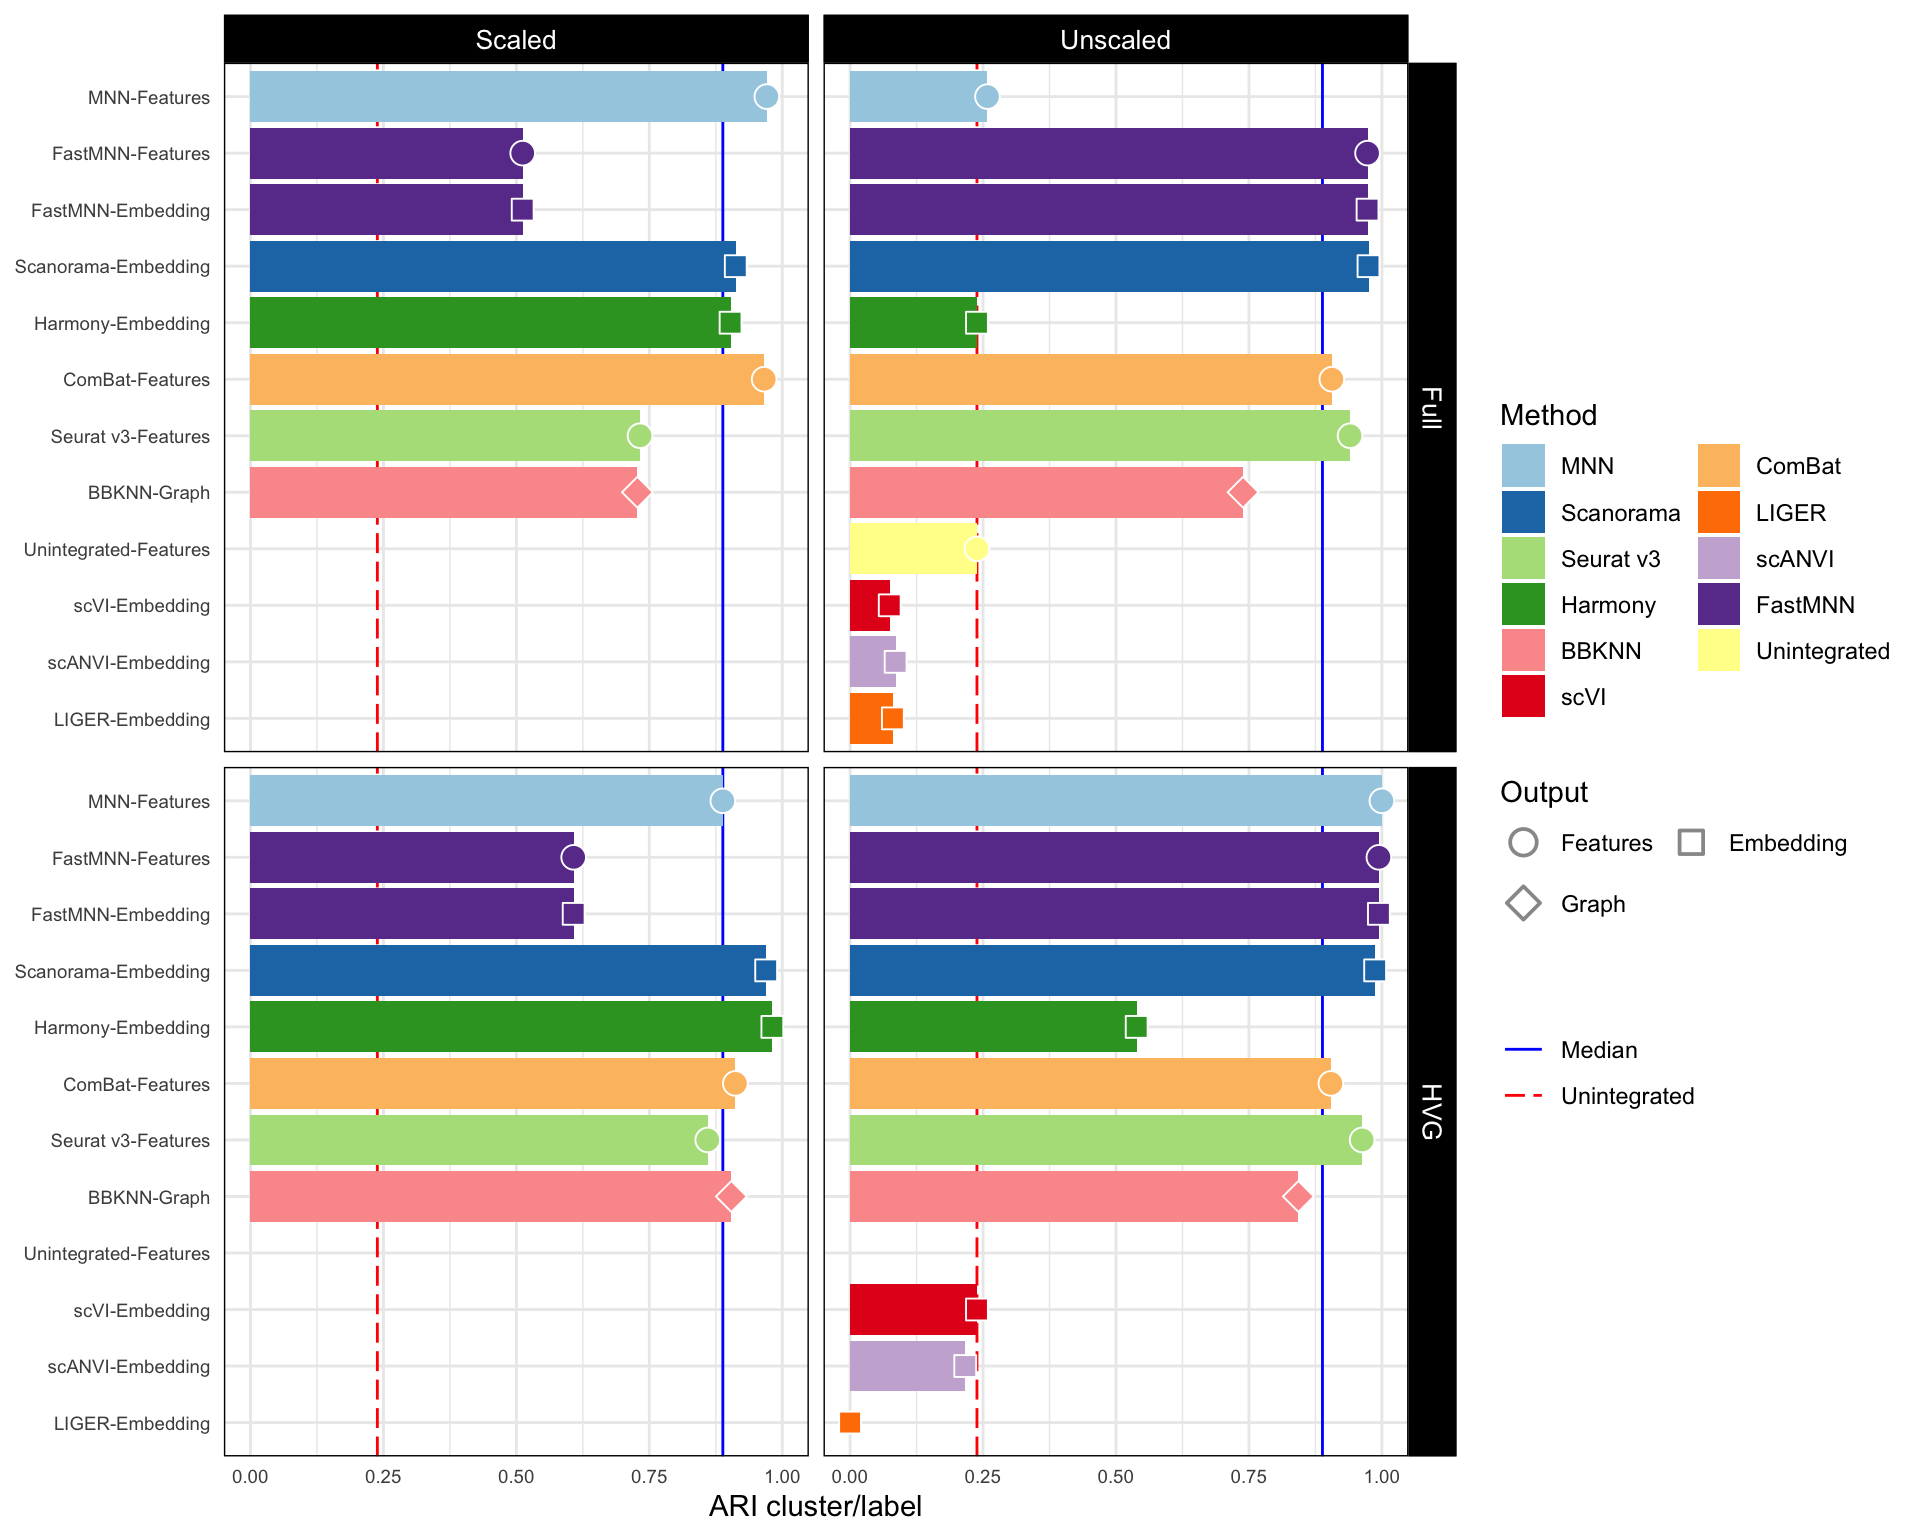 Scaled
Unscaled
MNN-Features
FastMNN-Features
FastMNN-Embedding
Scanorama-Embedding
Harmony-Embedding
ComBat-Features
Seurat v3-Features
BBKNN-Graph
Unintegrated-Features
scVI-Embedding
scANVI-Embedding
LIGER-Embedding
Full
MNN-Features
FastMNN-Features
FastMNN-Embedding
Scanorama-Embedding
Harmony-Embedding
ComBat-Features
Seurat v3-Features
BBKNN-Graph
Unintegrated-Features
scVI-Embedding
scANVI-Embedding
LIGER-Embedding
HVG
0.00 0.25 0.50 0.75 1.00
0.00 0.25 0.50 0.75 1.00
ARI cluster/label
Method
MNN
Scanorama
Seurat v3
Harmony
BBKNN
scVI
ComBat
LIGER
scANVI
FastMNN
Unintegrated
Output
Features
Embedding
Graph
Median
Unintegrated